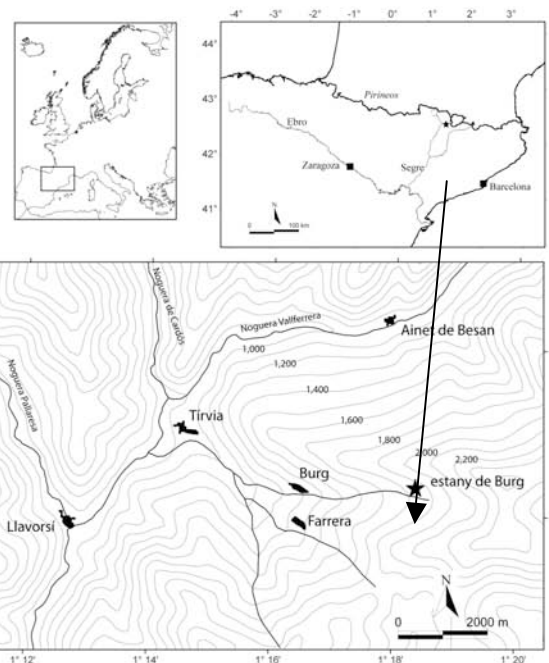 -4° -3° -2° -1° 0° 1° 2° 3°
44°
43°
42°
41°
Pirineos
Ebro
Zaragoza
Segre
Barcelona
N
0 100 km
Noguera de Cardós
Noguera Vallferrera
Ainet de Besan
Noguera Pallaresa
1,000
1,200
1,400
1,600
1,800
2,000
2,200
Tírvia
Burg
estany de Burg
Farrera
Llavorsí
N
0 2000 m
1° 12' 1° 14' 1° 16' 1° 18' 1° 20'